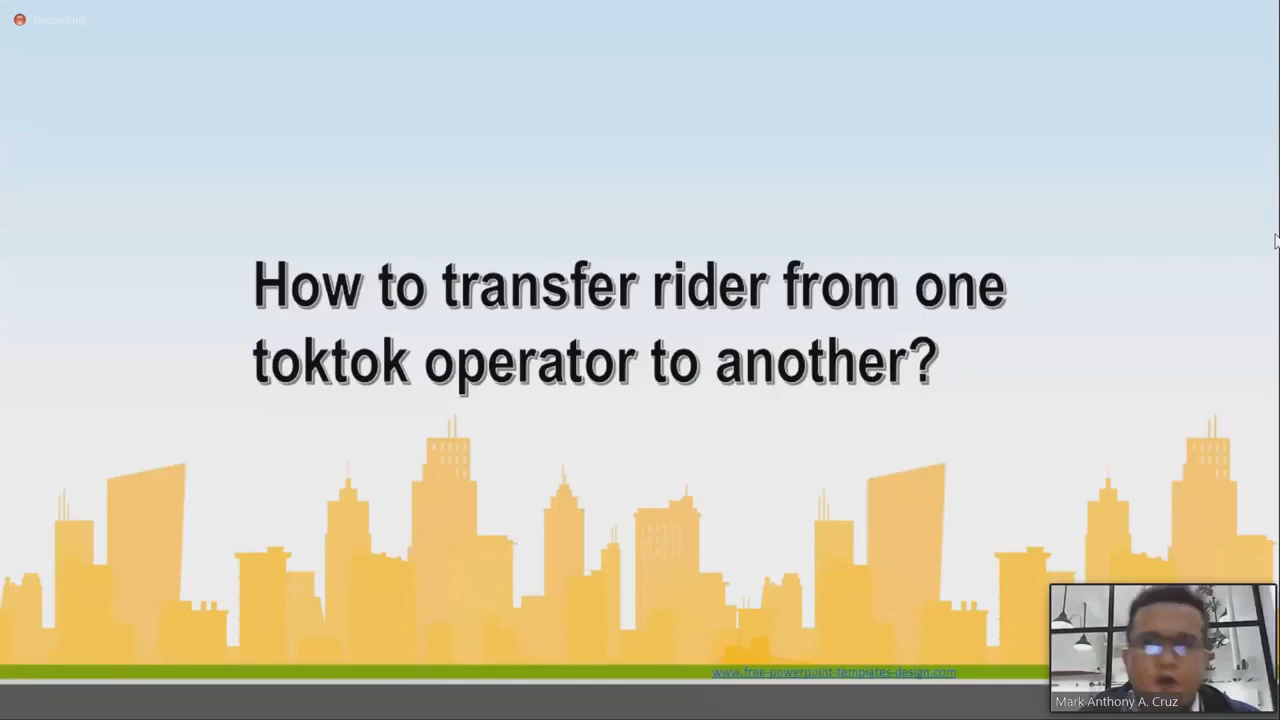 Recording
How to transfer rider from one
toktok operator to another?
www.free-powerpoint-templates-design.com
Mark Anthony A. Cruz